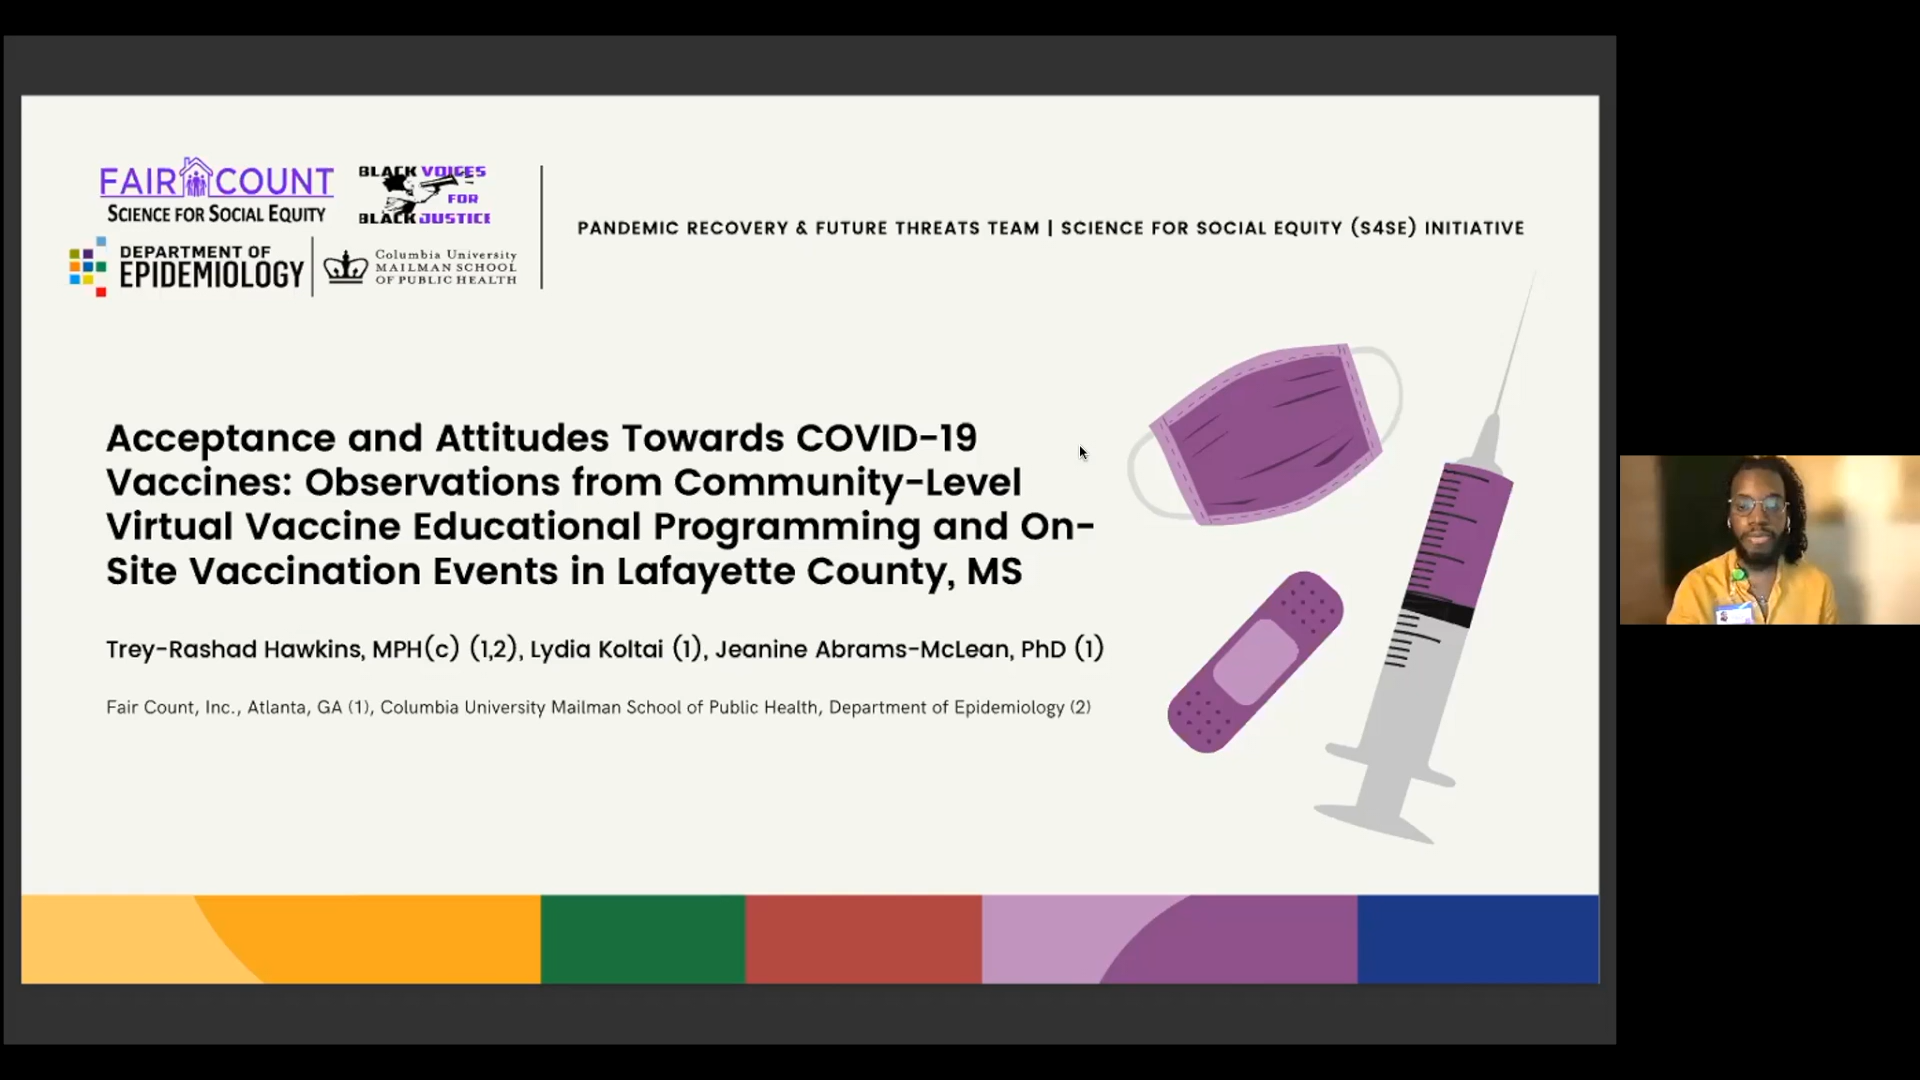 FAIR COUNT
SCIENCE FOR SOCIAL EQUITY
BLACK VOICES
FOR
BLACK JUSTICE
DEPARTMENT OF
EPIDEMIOLOGY
Columbia University
MAILMAN SCHOOL
OF PUBLIC HEALTH
PANDEMIC RECOVERY & FUTURE THREATS TEAM | SCIENCE FOR SOCIAL EQUITY (S4SE) INITIATIVE
Acceptance and Attitudes Towards COVID-19
Vaccines: Observations from Community-Level
Virtual Vaccine Educational Programming and On-
Site Vaccination Events in Lafayette County, MS
Trey-Rashad Hawkins, MPH(c) (1,2), Lydia Koltai (1), Jeanine Abrams-McLean, PhD (1)
Fair Count, Inc., Atlanta, GA (1), Columbia University Mailman School of Public Health, Department of Epidemiology (2)